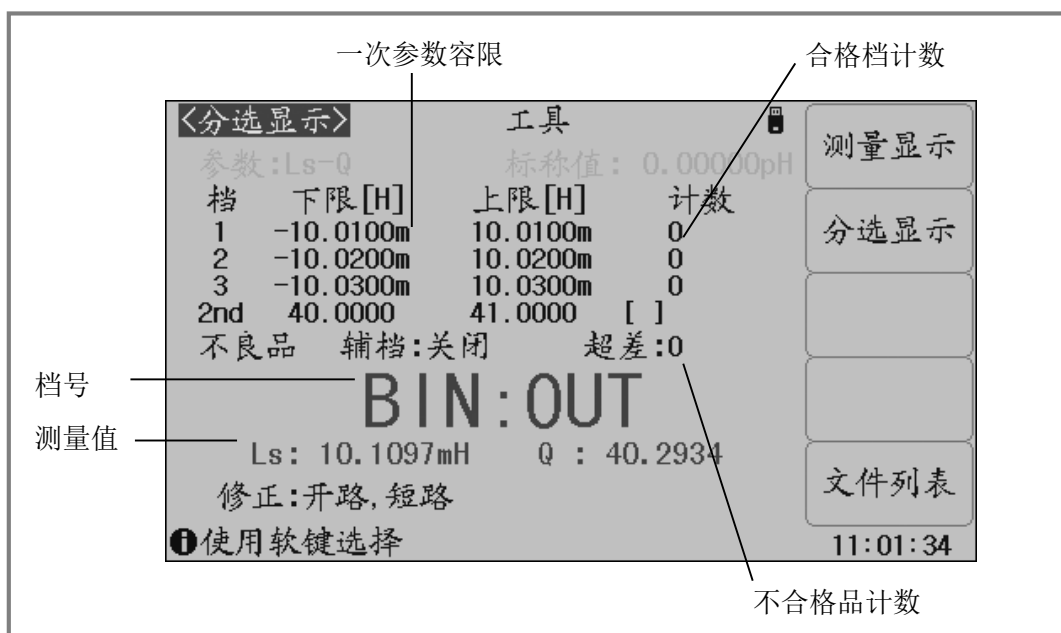 一次参数容限 合格档计数
<分选显示> 工具
测量显示
参数:Ls-Q 标称值: 0.00000pH
档 下限[H] 上限[H] 计数
分选显示
1 -10.0100m 10.0100m 0
2 -10.0200m 10.0200m 0
3 -10.0300m 10.0300m 0
2nd 40.0000 41.0000 [ ]
不良品 辅档:关闭 超差:0
档号
BIN:OUT
测量值
Ls: 10.1097mH Q : 40.2934
修正:开路,短路
文件列表
使用软键选择 11:01:34
不合格品计数